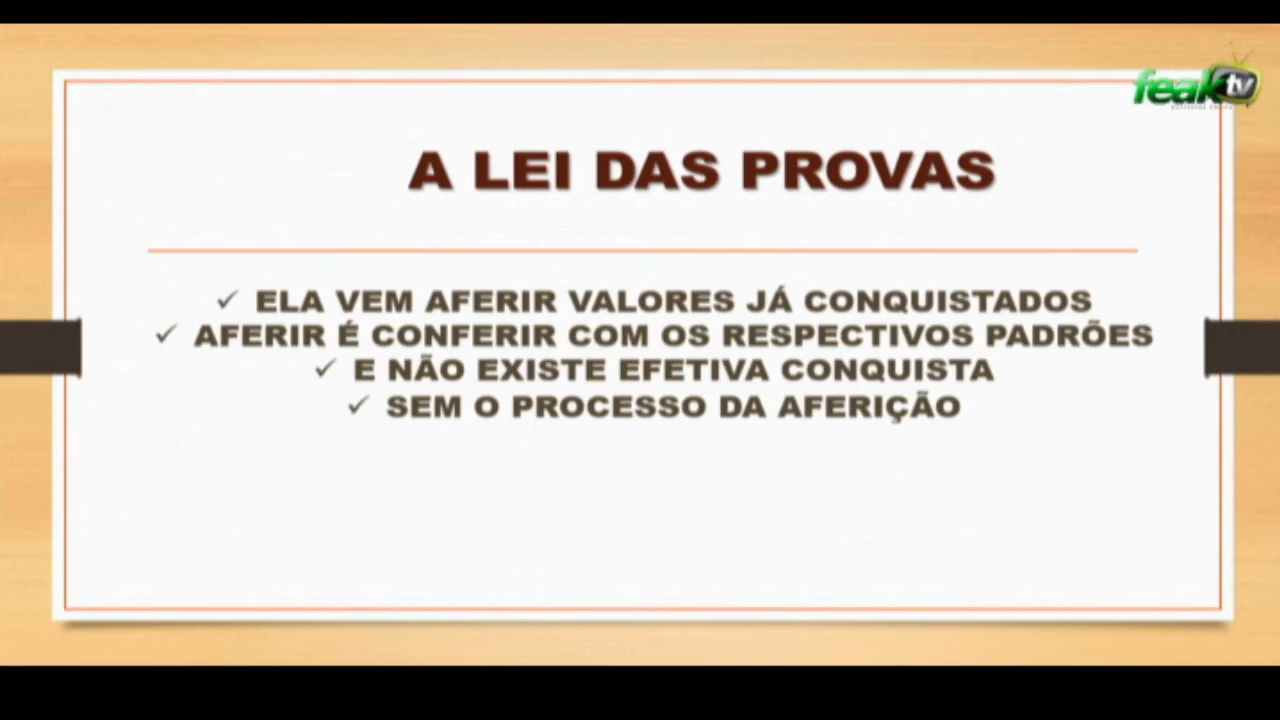 feak tv
A LEI DAS PROVAS
✓ ELA VEM AFERIR VALORES JÁ CONQUISTADOS
✓ AFERIR É CONFERIR COM OS RESPECTIVOS PADRÕES
✓ E NÃO EXISTE EFETIVA CONQUISTA
✓ SEM O PROCESSO DA AFERIÇÃO